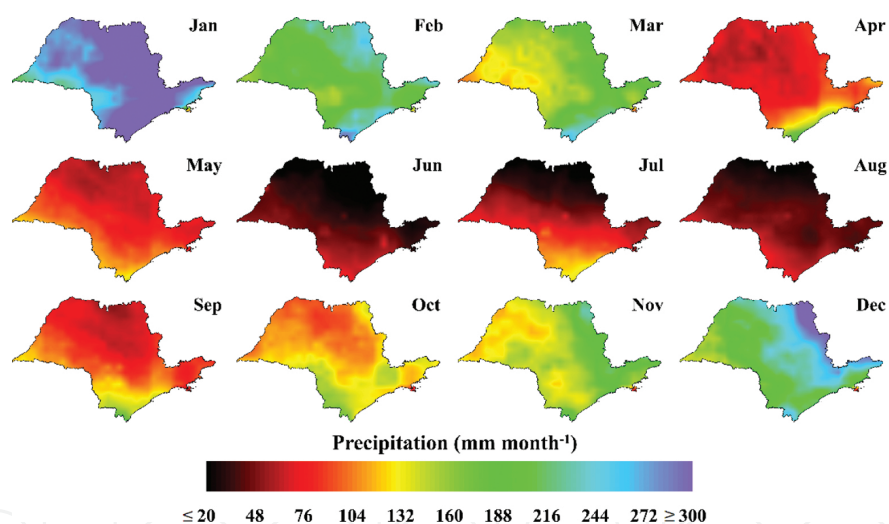 Jan Feb Mar Apr
May Jun Jul Aug
Sep Oct Nov Dec
Precipitation (mm month-1)
≤ 20 48 76 104 132 160 188 216 244 272 ≥ 300